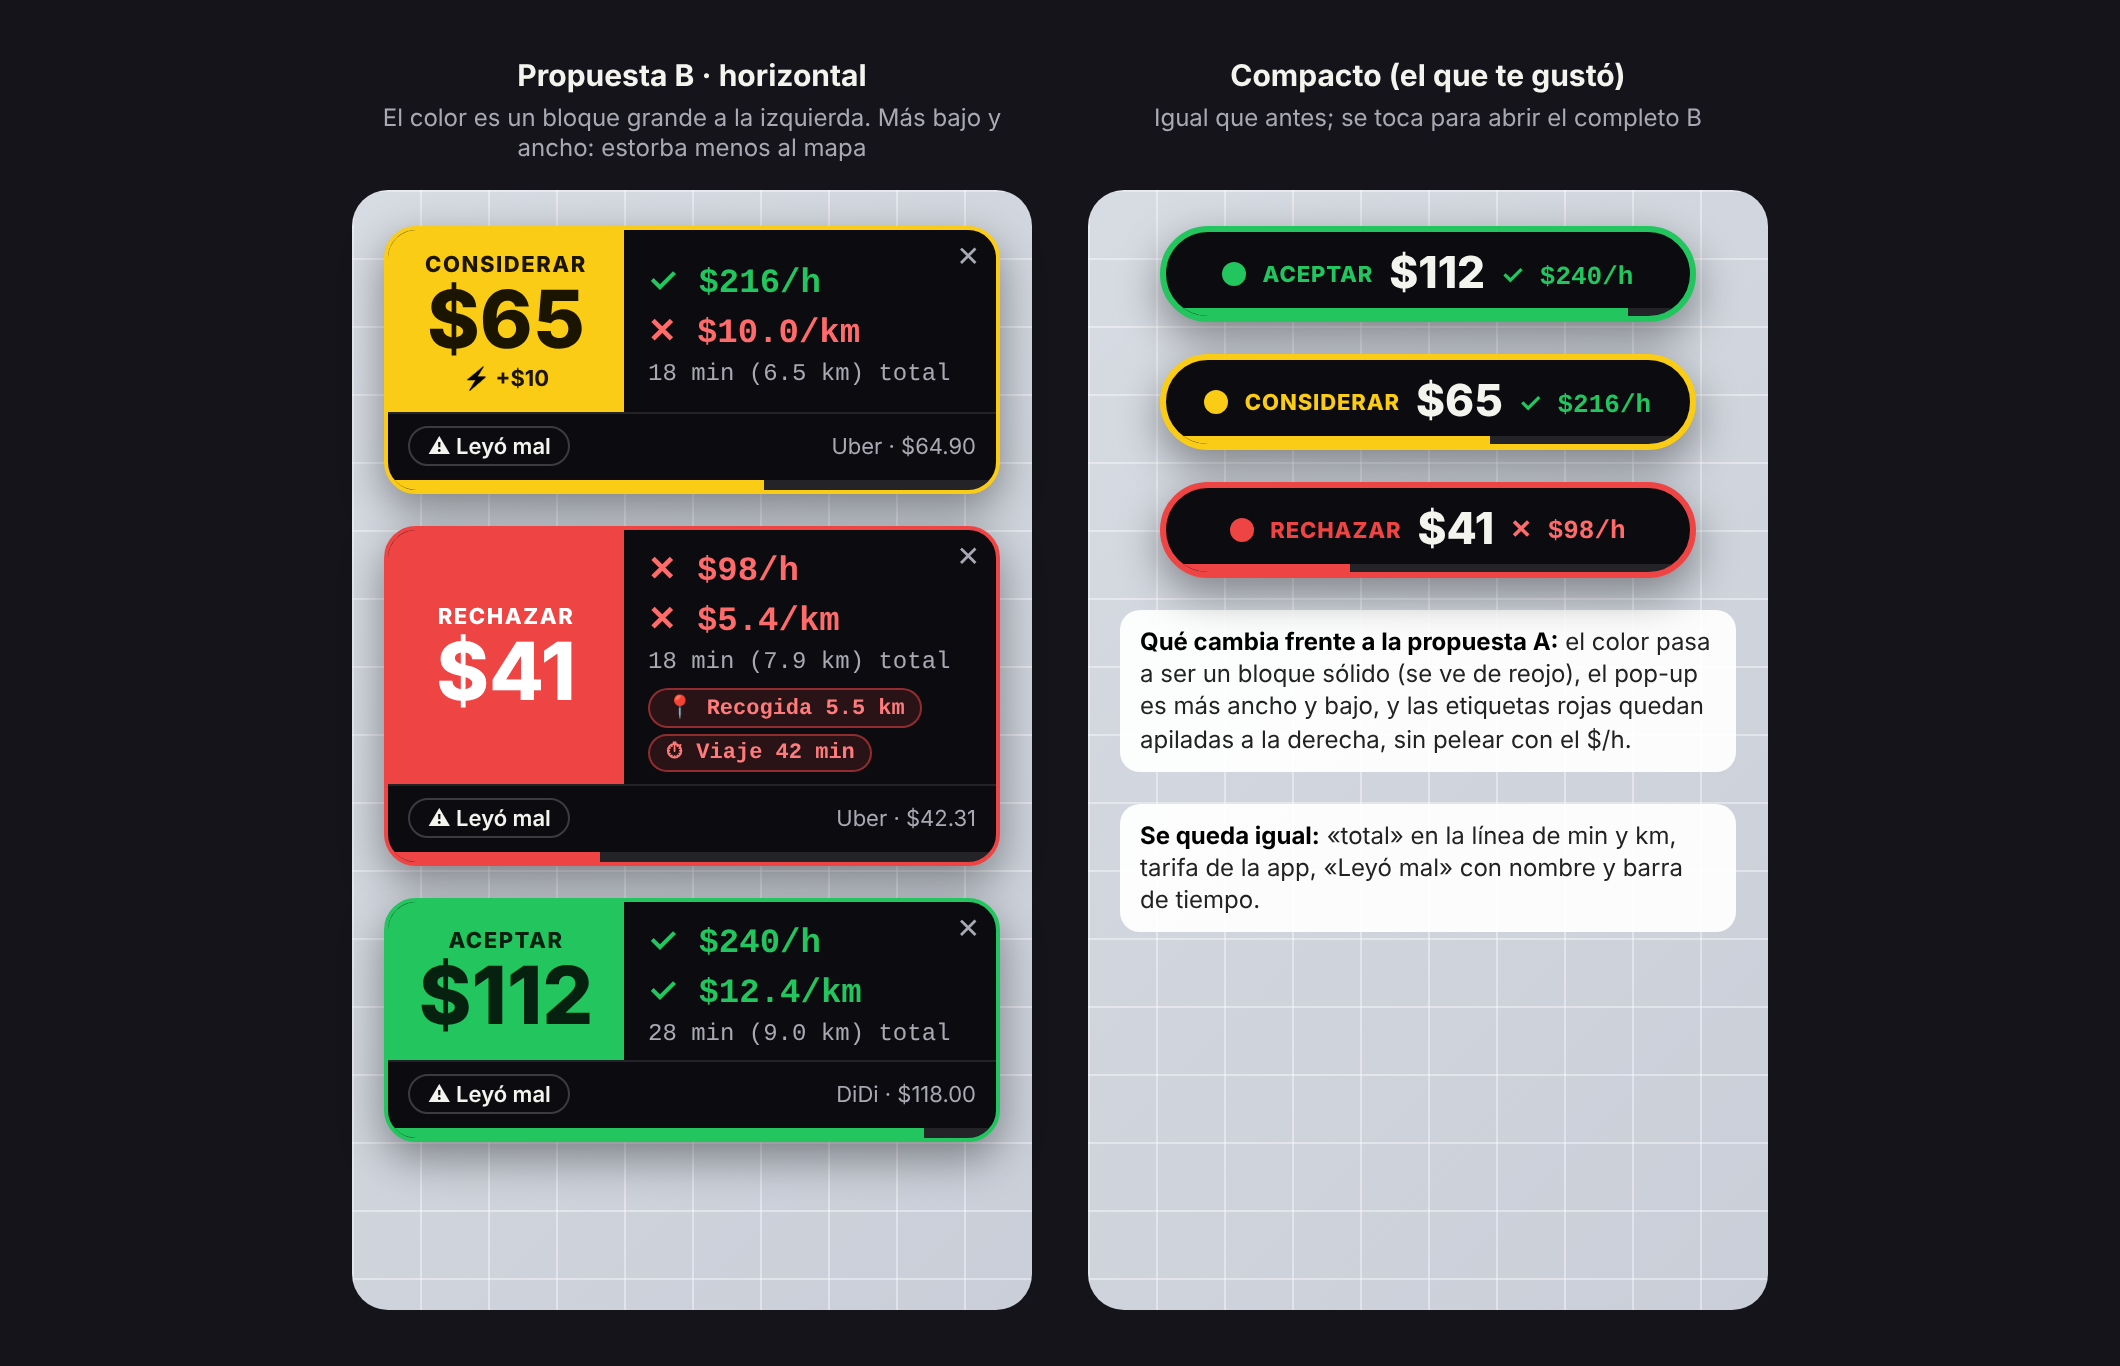 Propuesta B · horizontal
El color es un bloque grande a la izquierda. Más bajo y
ancho: estorba menos al mapa
CONSIDERAR
$65
⚡ +$10
✕
✓ $216/h
✕ $10.0/km
18 min (6.5 km) total
⚠ Leyó mal
Uber · $64.90
RECHAZAR
$41
✕
✕ $98/h
✕ $5.4/km
18 min (7.9 km) total
📍 Recogida 5.5 km
⏱ Viaje 42 min
⚠ Leyó mal
Uber · $42.31
ACEPTAR
$112
✕
✓ $240/h
✓ $12.4/km
28 min (9.0 km) total
⚠ Leyó mal
DiDi · $118.00
Compacto (el que te gustó)
Igual que antes; se toca para abrir el completo B
ACEPTAR $112 ✓ $240/h
CONSIDERAR $65 ✓ $216/h
RECHAZAR $41 ✕ $98/h
Qué cambia frente a la propuesta A: el color pasa
a ser un bloque sólido (se ve de reojo), el pop-up
es más ancho y bajo, y las etiquetas rojas quedan
apiladas a la derecha, sin pelear con el $/h.
Se queda igual: «total» en la línea de min y km,
tarifa de la app, «Leyó mal» con nombre y barra
de tiempo.